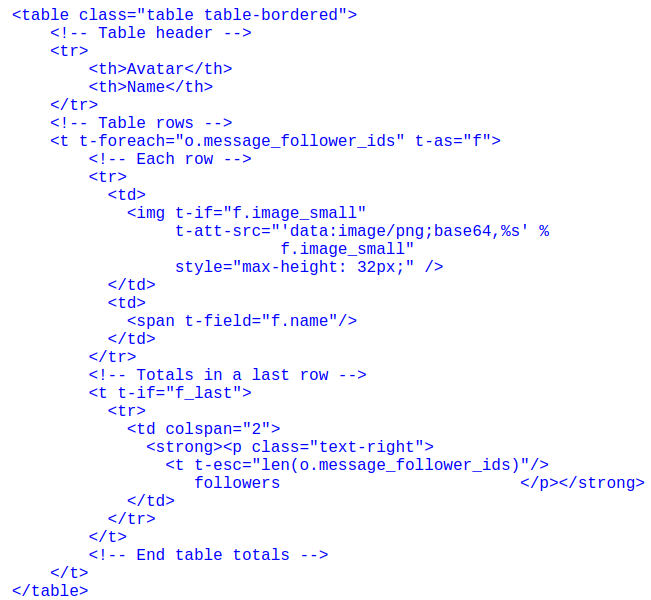 <table class="table table-bordered">
    <!-- Table header -->
    <tr>
        <th>Avatar</th>
        <th>Name</th>
    </tr>
    <!-- Table rows -->
    <t t-foreach="o.message_follower_ids" t-as="f">
        <!-- Each row -->
        <tr>
          <td>
            <img t-if="f.image_small"
                 t-att-src="'data:image/png;base64,%s' %
                            f.image_small"
                 style="max-height: 32px;" />
          </td>
          <td>
            <span t-field="f.name"/>
          </td>
        </tr>
        <!-- Totals in a last row -->
        <t t-if="f_last">
          <tr>
            <td colspan="2">
              <strong><p class="text-right">
                <t t-esc="len(o.message_follower_ids)"/>
                   followers                         </p></strong>
            </td>
          </tr>
        </t>
        <!-- End table totals -->
    </t>
</table>